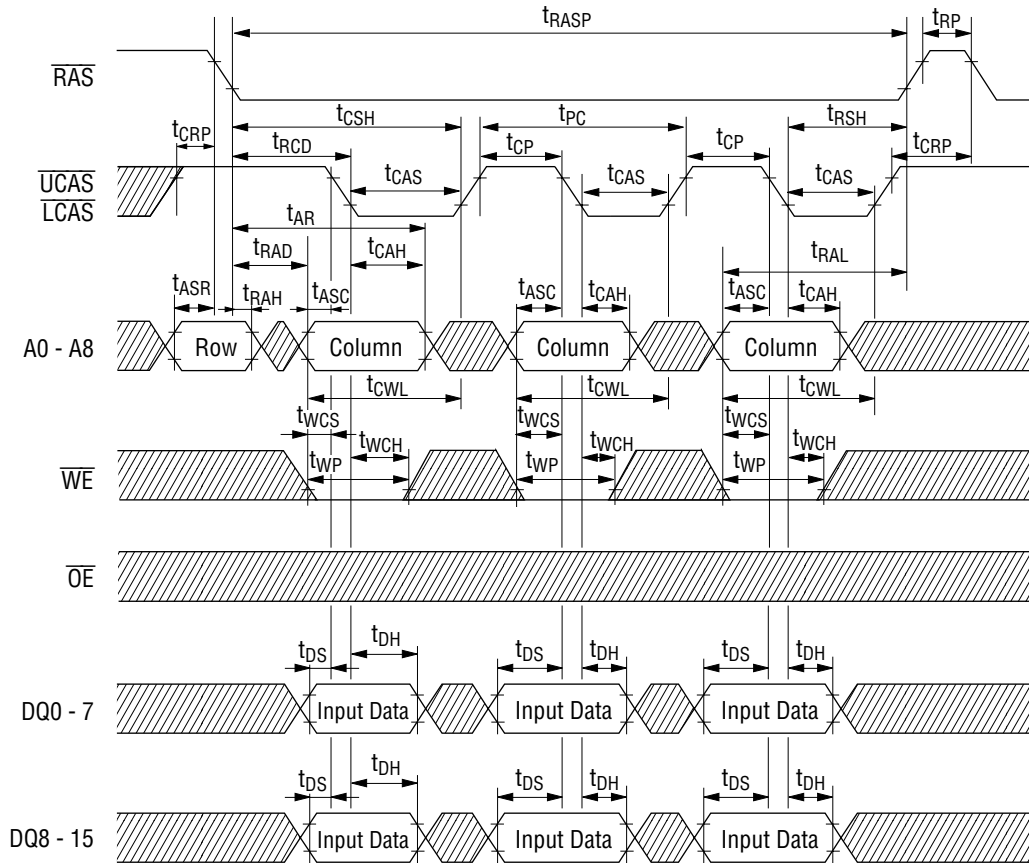 tRASP tRP
RAS
tCRP tCSH tPC tRSH
tRCD tCP tCP tCRP
UCAS tCAS tCAS tCAS
LCAS
tAR
tRAD tCAH tRAL
tASR tRAH tASC tASC tCAH tASC tCAH
A0 - A8 Row Column Column Column
tCWL tCWL tCWL
tWCS tWCS tWCS
tWCH tWCH tWCH
WE tWP tWP tWP
OE
tDS tDH tDS tDH tDS tDH
DQ0 - 7 Input Data Input Data Input Data
tDS tDH tDS tDH tDS tDH
DQ8 - 15 Input Data Input Data Input Data